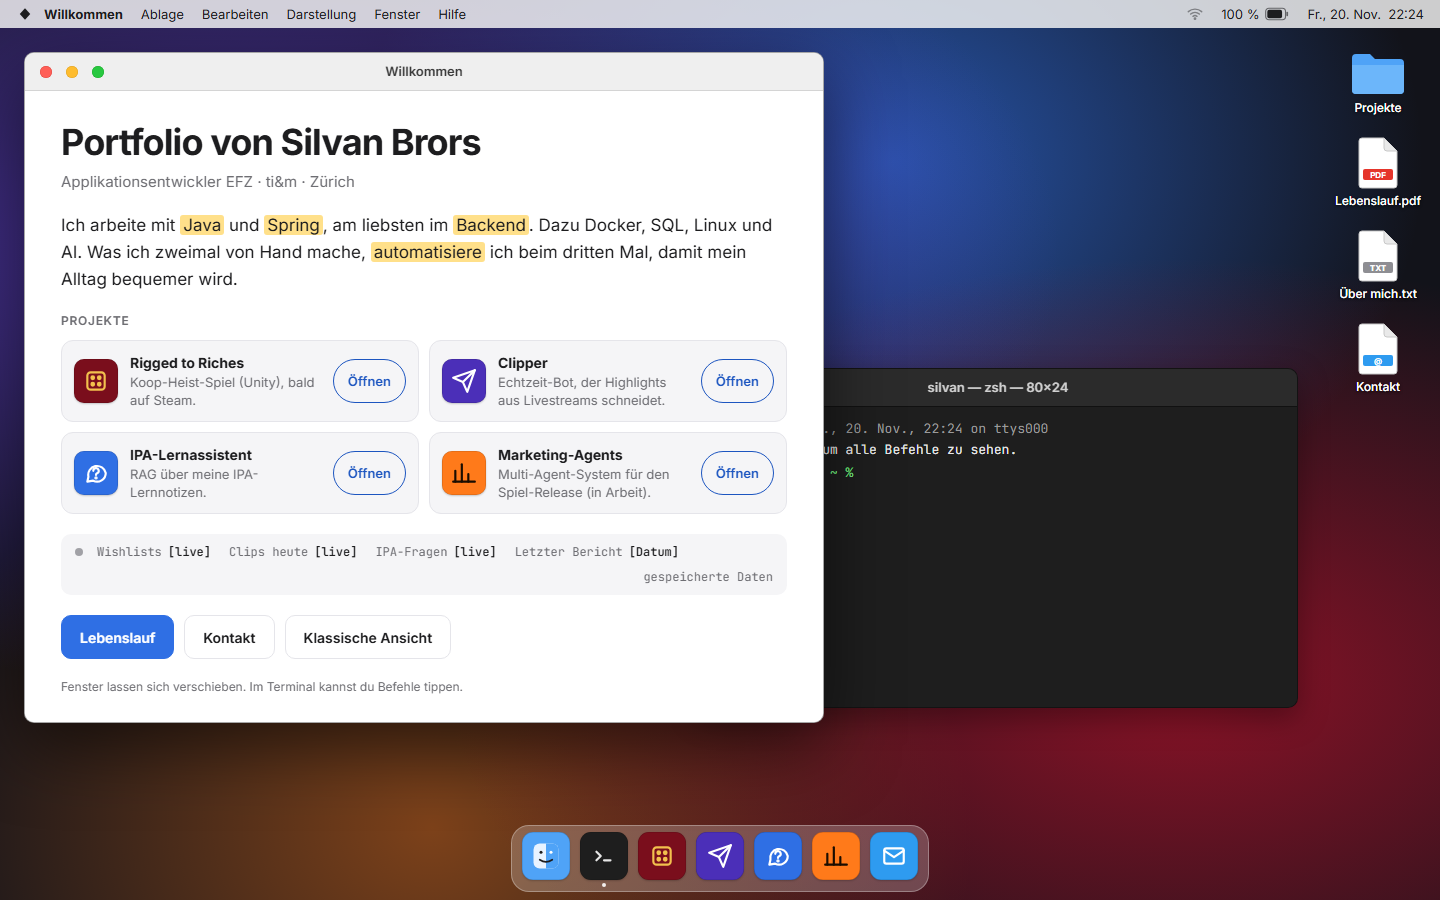 Willkommen Ablage Bearbeiten Darstellung Fenster Hilfe 100 % Fr., 20. Nov. 22:24
Willkommen
Portfolio von Silvan Brors
Applikationsentwickler EFZ · ti&m · Zürich
Ich arbeite mit Java und Spring, am liebsten im Backend. Dazu Docker, SQL, Linux und
AI. Was ich zweimal von Hand mache, automatisiere ich beim dritten Mal, damit mein
Alltag bequemer wird.
PROJEKTE
Rigged to Riches
Koop-Heist-Spiel (Unity), bald
auf Steam.
Öffnen
Clipper
Echtzeit-Bot, der Highlights
aus Livestreams schneidet.
Öffnen
IPA-Lernassistent
RAG über meine IPA-
Lernnotizen.
Öffnen
Marketing-Agents
Multi-Agent-System für den
Spiel-Release (in Arbeit).
Öffnen
Wishlists [live] Clips heute [live] IPA-Fragen [live] Letzter Bericht [Datum]
gespeicherte Daten
Lebenslauf Kontakt Klassische Ansicht
Fenster lassen sich verschieben. Im Terminal kannst du Befehle tippen.
silvan — zsh — 80×24
., 20. Nov., 22:24 on ttys000
um alle Befehle zu sehen.
~ %
Projekte
PDF
Lebenslauf.pdf
TXT
Über mich.txt
@
Kontakt